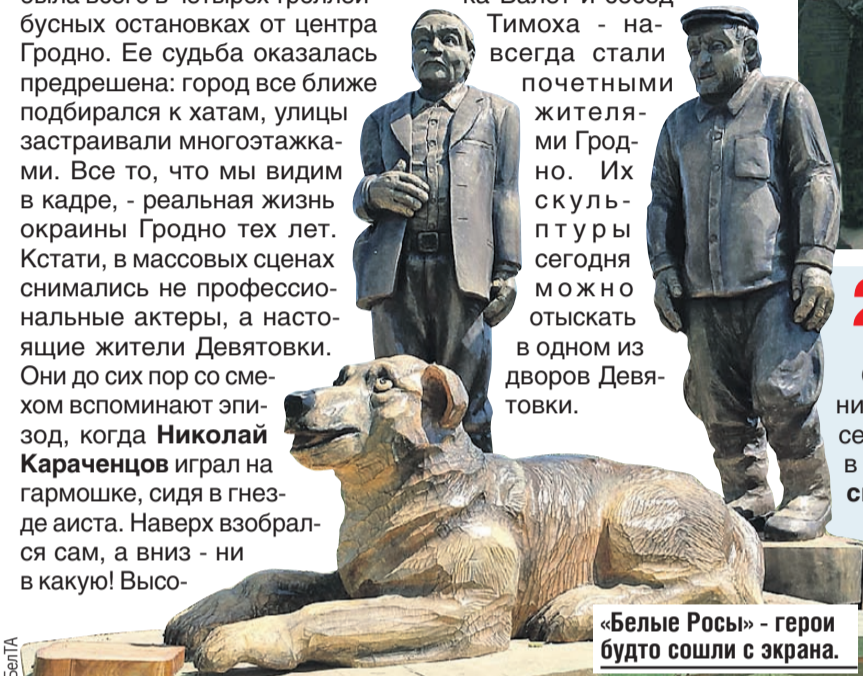 бусных остановках от центра
Гродно. Ее судьба оказалась
предрешена: город все ближе
подбирался к хатам, улицы
застраивали многоэтажка-
ми. Все то, что мы видим
в кадре, - реальная жизнь
окраины Гродно тех лет.
Кстати, в массовых сценах
снимались не профессио-
нальные актеры, а насто-
ящие жители Девятовки.
Они до сих пор со сме-
хом вспоминают эпи-
зод, когда Николай
Караченцов играл на
гармошке, сидя в гнез-
де аиста. Наверх взобрал-
ся сам, а вниз - ни
в какую! Высо-
Тимоха - на-
всегда стали
почетными
жителя-
ми Грод-
но. Их
скуль-
птуры
сегодня
можно
отыскать
в одном из
дворов Девя-
товки.
«Белые Росы» - герои
будто сошли с экрана.
БелТА